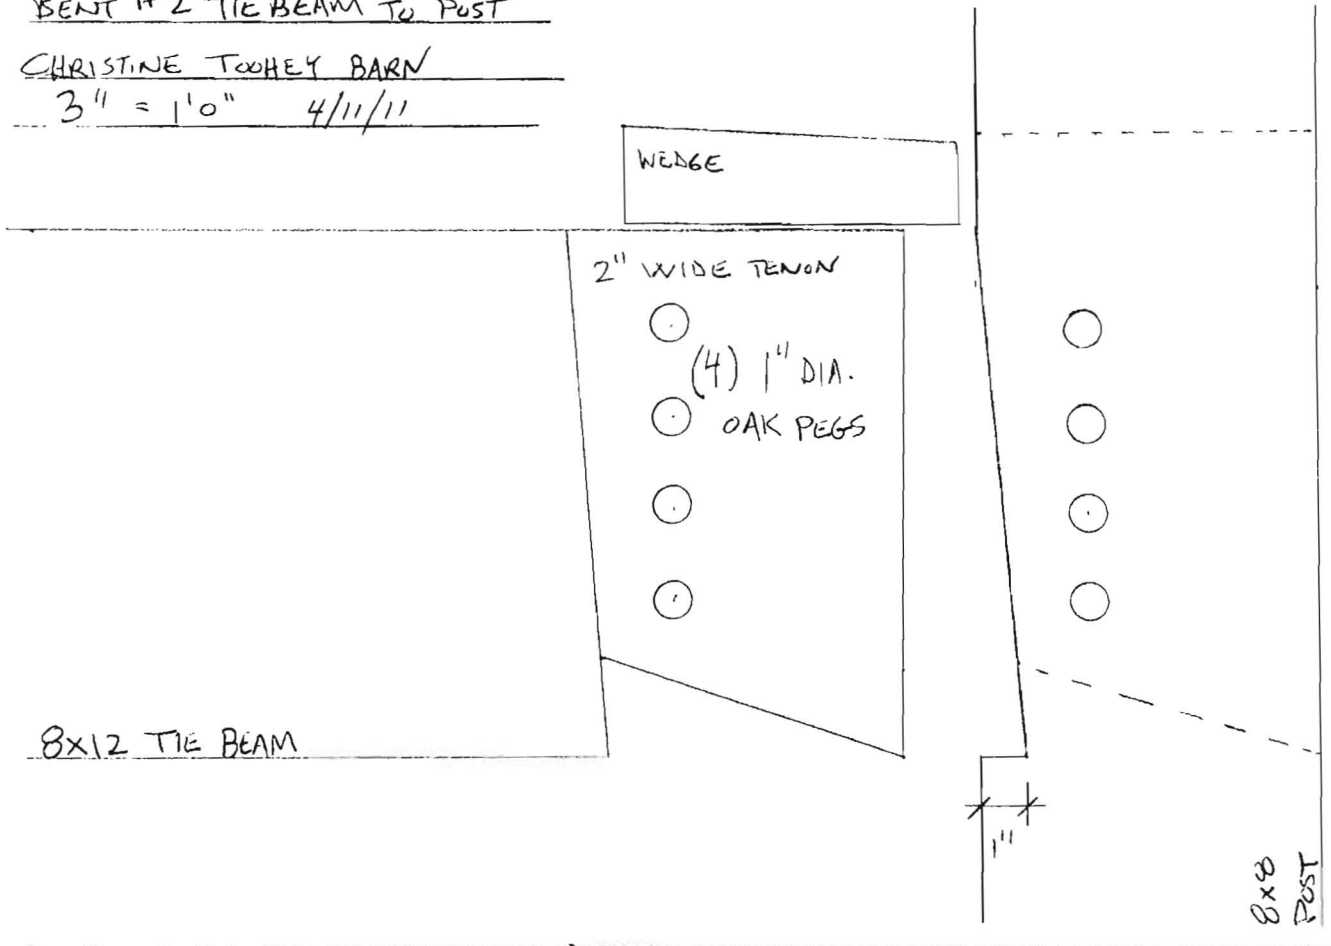 BENT # 2 TIE BEAM TO POST
CHRISTINE TOOHEY BARN
3" = 1'0" 4/11/11
WEDGE
2" WIDE TENON
(4) 1" DIA.
OAK PEGS
8X12 TIE BEAM
1"
8X8
POST